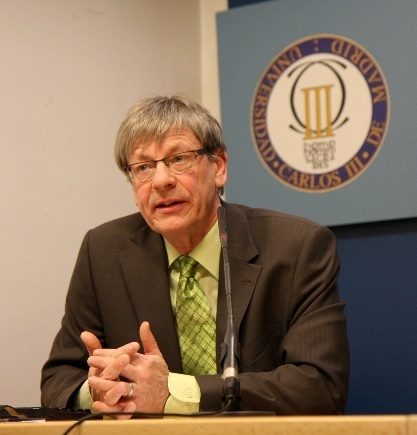 UNIVERSIDAD · CARLOS III · DE MADRID
III